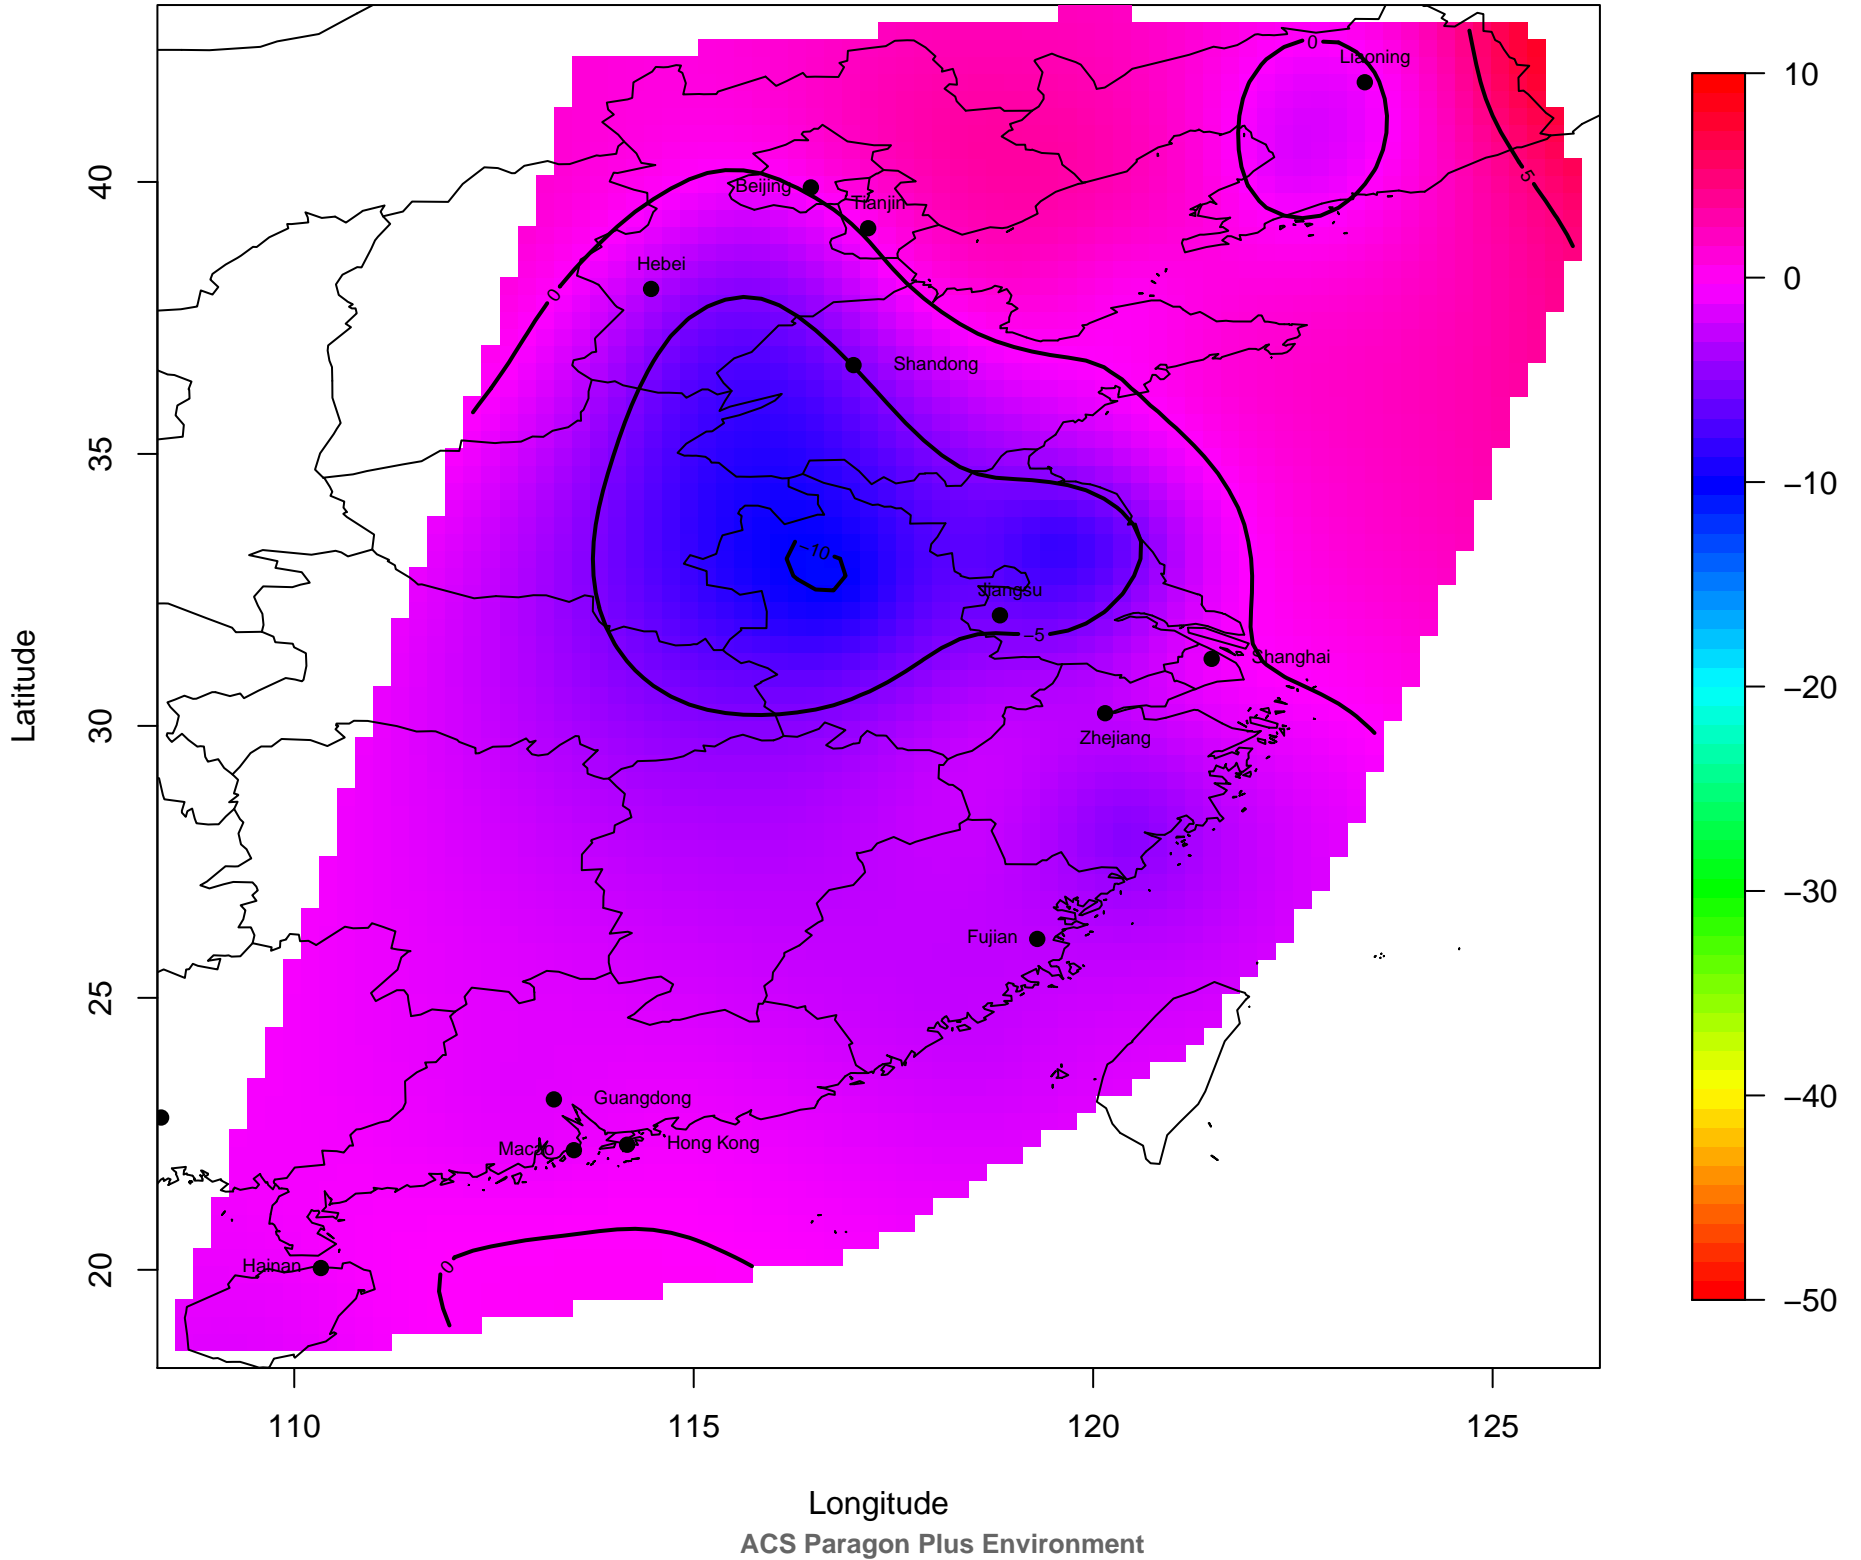 0
Liaoning
10
40
Beijing
Tianjin
5
Hebei
0
0
Shandong
35
−10
−10
Jiangsu
−5
Shanghai
Latitude
−20
30
Zhejiang
−30
Fujian
25
−40
Guangdong
Macao
Hong Kong
20
Hainan
0
−50
110
115
120
125
Longitude
ACS Paragon Plus Environment